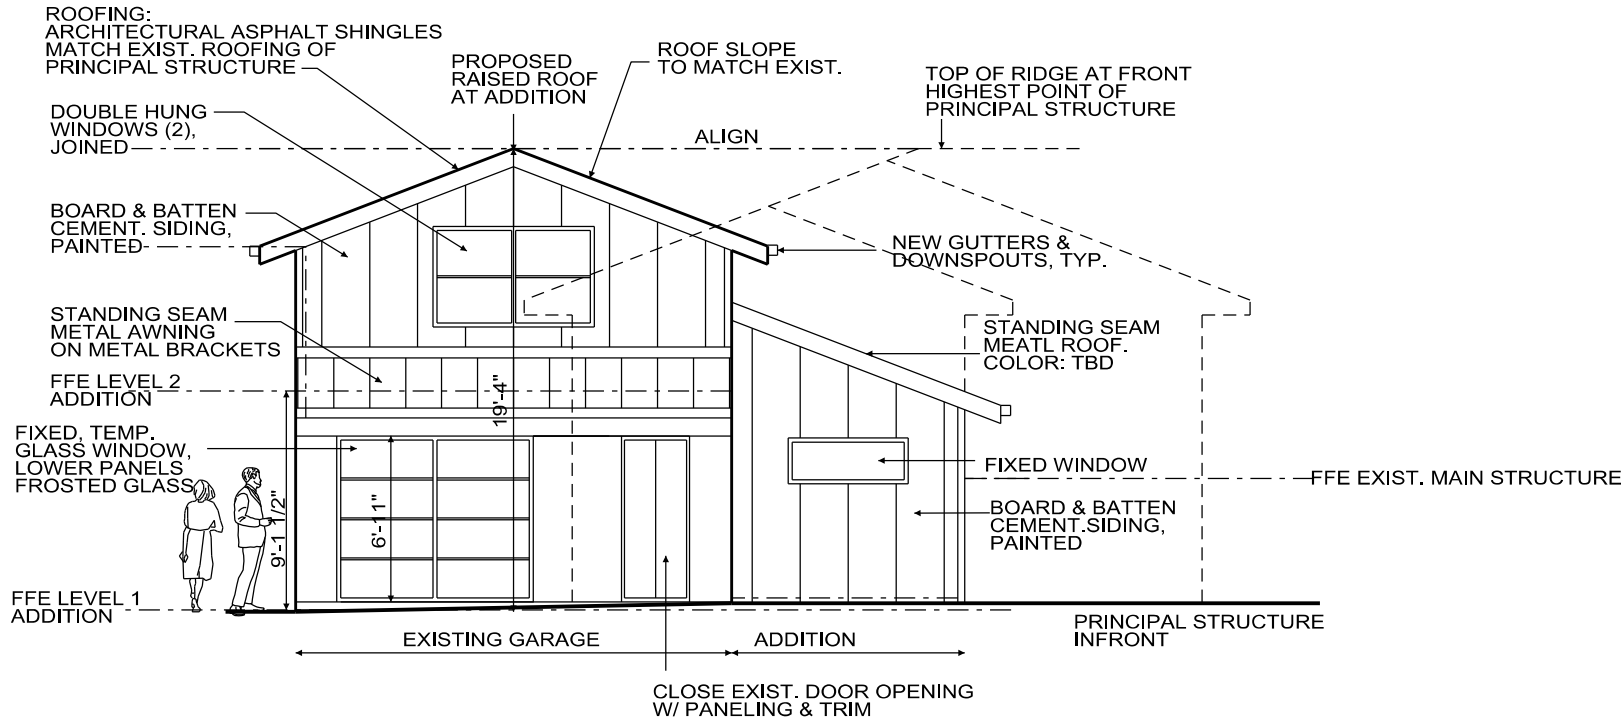 ROOFING:
ARCHITECTURAL ASPHALT SHINGLES
MATCH EXIST. ROOFING OF
PRINCIPAL STRUCTURE
PROPOSED
RAISED ROOF
AT ADDITION
ROOF SLOPE
TO MATCH EXIST.
TOP OF RIDGE AT FRONT
HIGHEST POINT OF
PRINCIPAL STRUCTURE
DOUBLE HUNG
WINDOWS (2),
JOINED
ALIGN
BOARD & BATTEN
CEMENT. SIDING,
PAINTED
NEW GUTTERS &
DOWNSPOUTS, TYP.
STANDING SEAM
METAL AWNING
ON METAL BRACKETS
STANDING SEAM
MEATL ROOF.
COLOR: TBD
FFE LEVEL 2
ADDITION
19'-4"
FIXED, TEMP.
GLASS WINDOW,
LOWER PANELS
FROSTED GLASS
9'-1 1/2"
6'-11"
FIXED WINDOW
FFE EXIST. MAIN STRUCTURE
BOARD & BATTEN
CEMENT.SIDING,
PAINTED
FFE LEVEL 1
ADDITION
EXISTING GARAGE
ADDITION
PRINCIPAL STRUCTURE
INFRONT
CLOSE EXIST. DOOR OPENING
W/ PANELING & TRIM